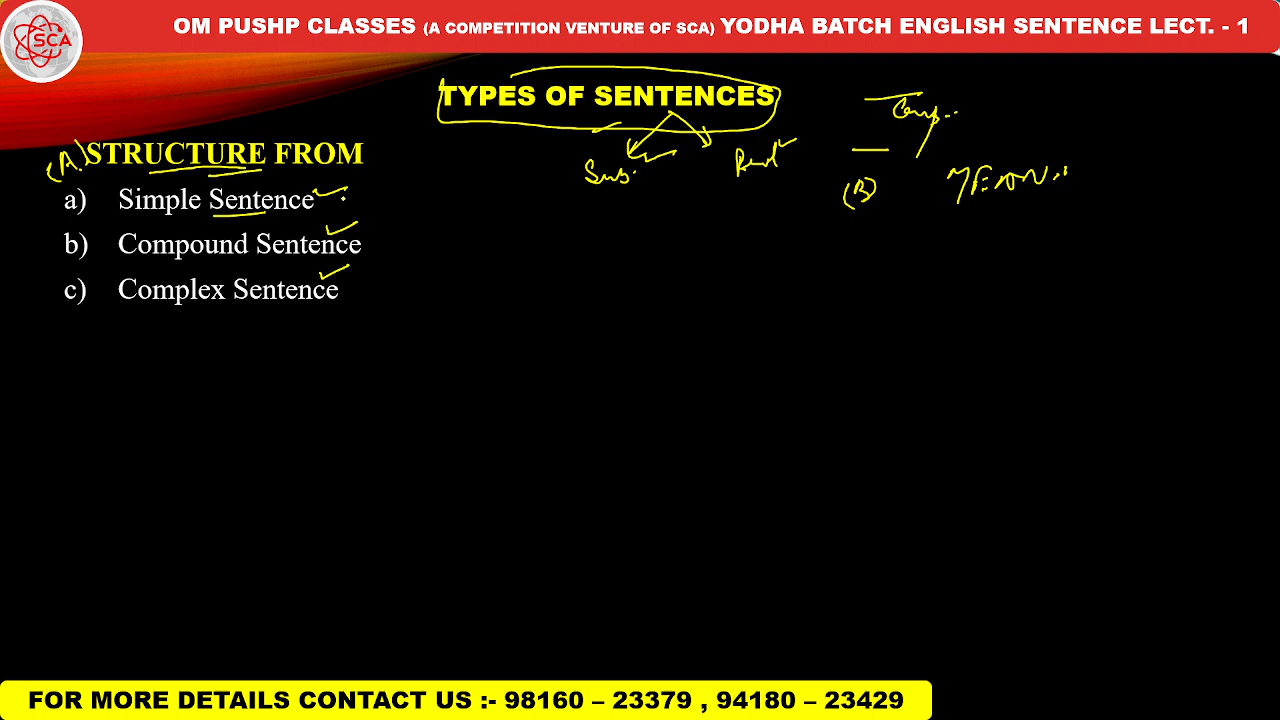 OM PUSHP CLASSES (A COMPETITION VENTURE OF SCA) YODHA BATCH ENGLISH SENTENCE LECT. - 1
SCA
TYPES OF SENTENCES
Sub.
(A) STRUCTURE FROM
(B)
a) Simple Sentence
b) Compound Sentence
c) Complex Sentence
FOR MORE DETAILS CONTACT US :- 98160 – 23379 , 94180 – 23429